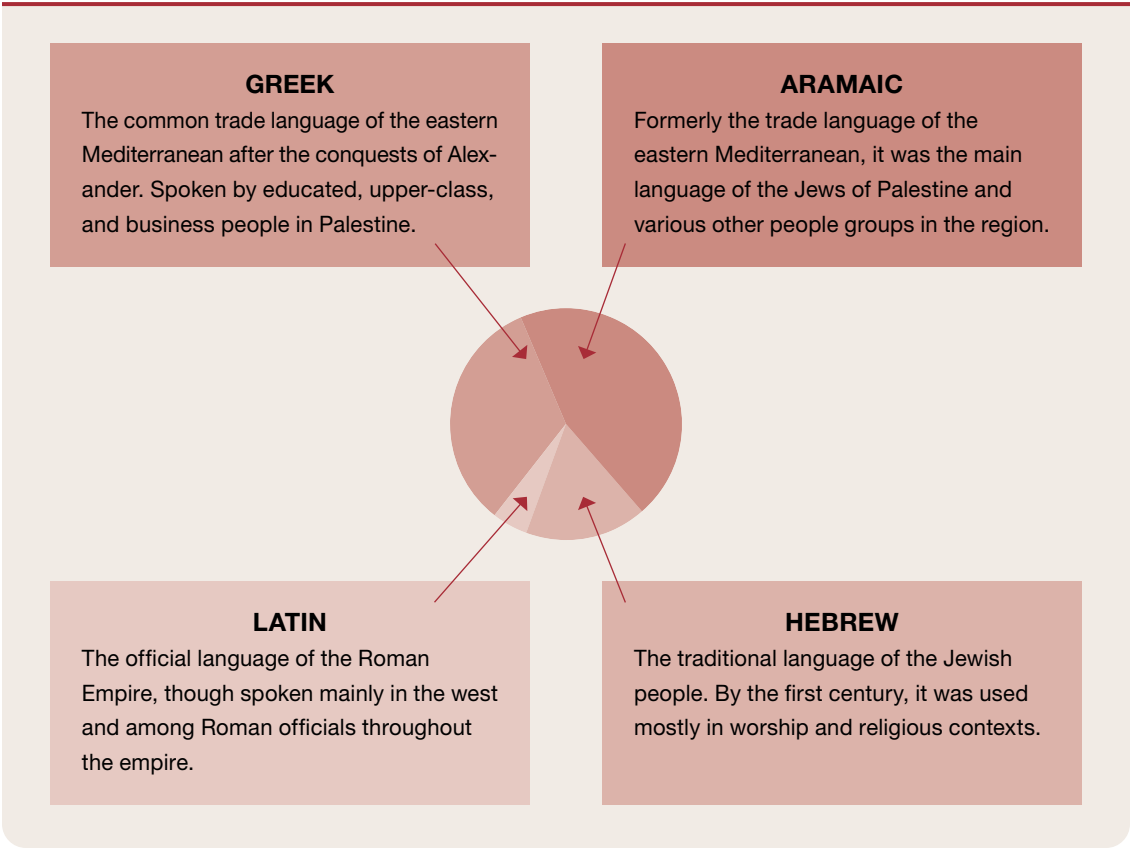 GREEK
The common trade language of the eastern
Mediterranean after the conquests of Alex-
ander. Spoken by educated, upper-class,
and business people in Palestine.
ARAMAIC
Formerly the trade language of the
eastern Mediterranean, it was the main
language of the Jews of Palestine and
various other people groups in the region.
LATIN
The official language of the Roman
Empire, though spoken mainly in the west
and among Roman officials throughout
the empire.
HEBREW
The traditional language of the Jewish
people. By the first century, it was used
mostly in worship and religious contexts.